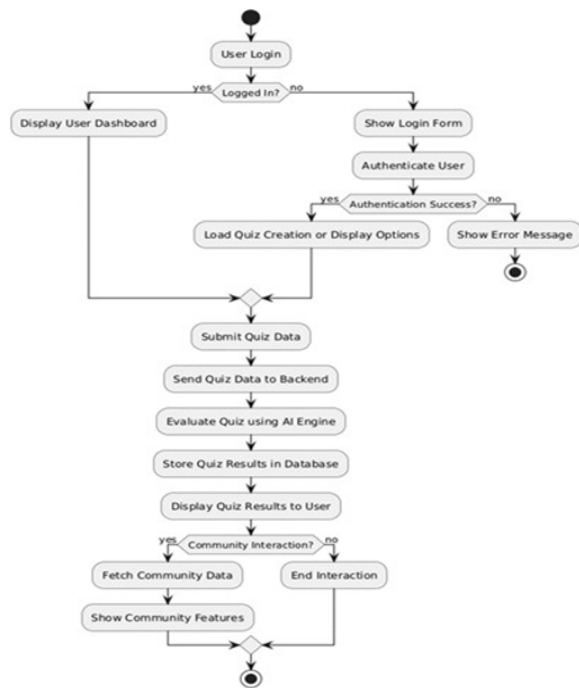 User Login
yes
Logged In?
no
Display User Dashboard
Show Login Form
Authenticate User
yes
Authentication Success?
no
Load Quiz Creation or Display Options
Show Error Message
Submit Quiz Data
Send Quiz Data to Backend
Evaluate Quiz using AI Engine
Store Quiz Results in Database
Display Quiz Results to User
yes
Community Interaction?
no
Fetch Community Data
End Interaction
Show Community Features